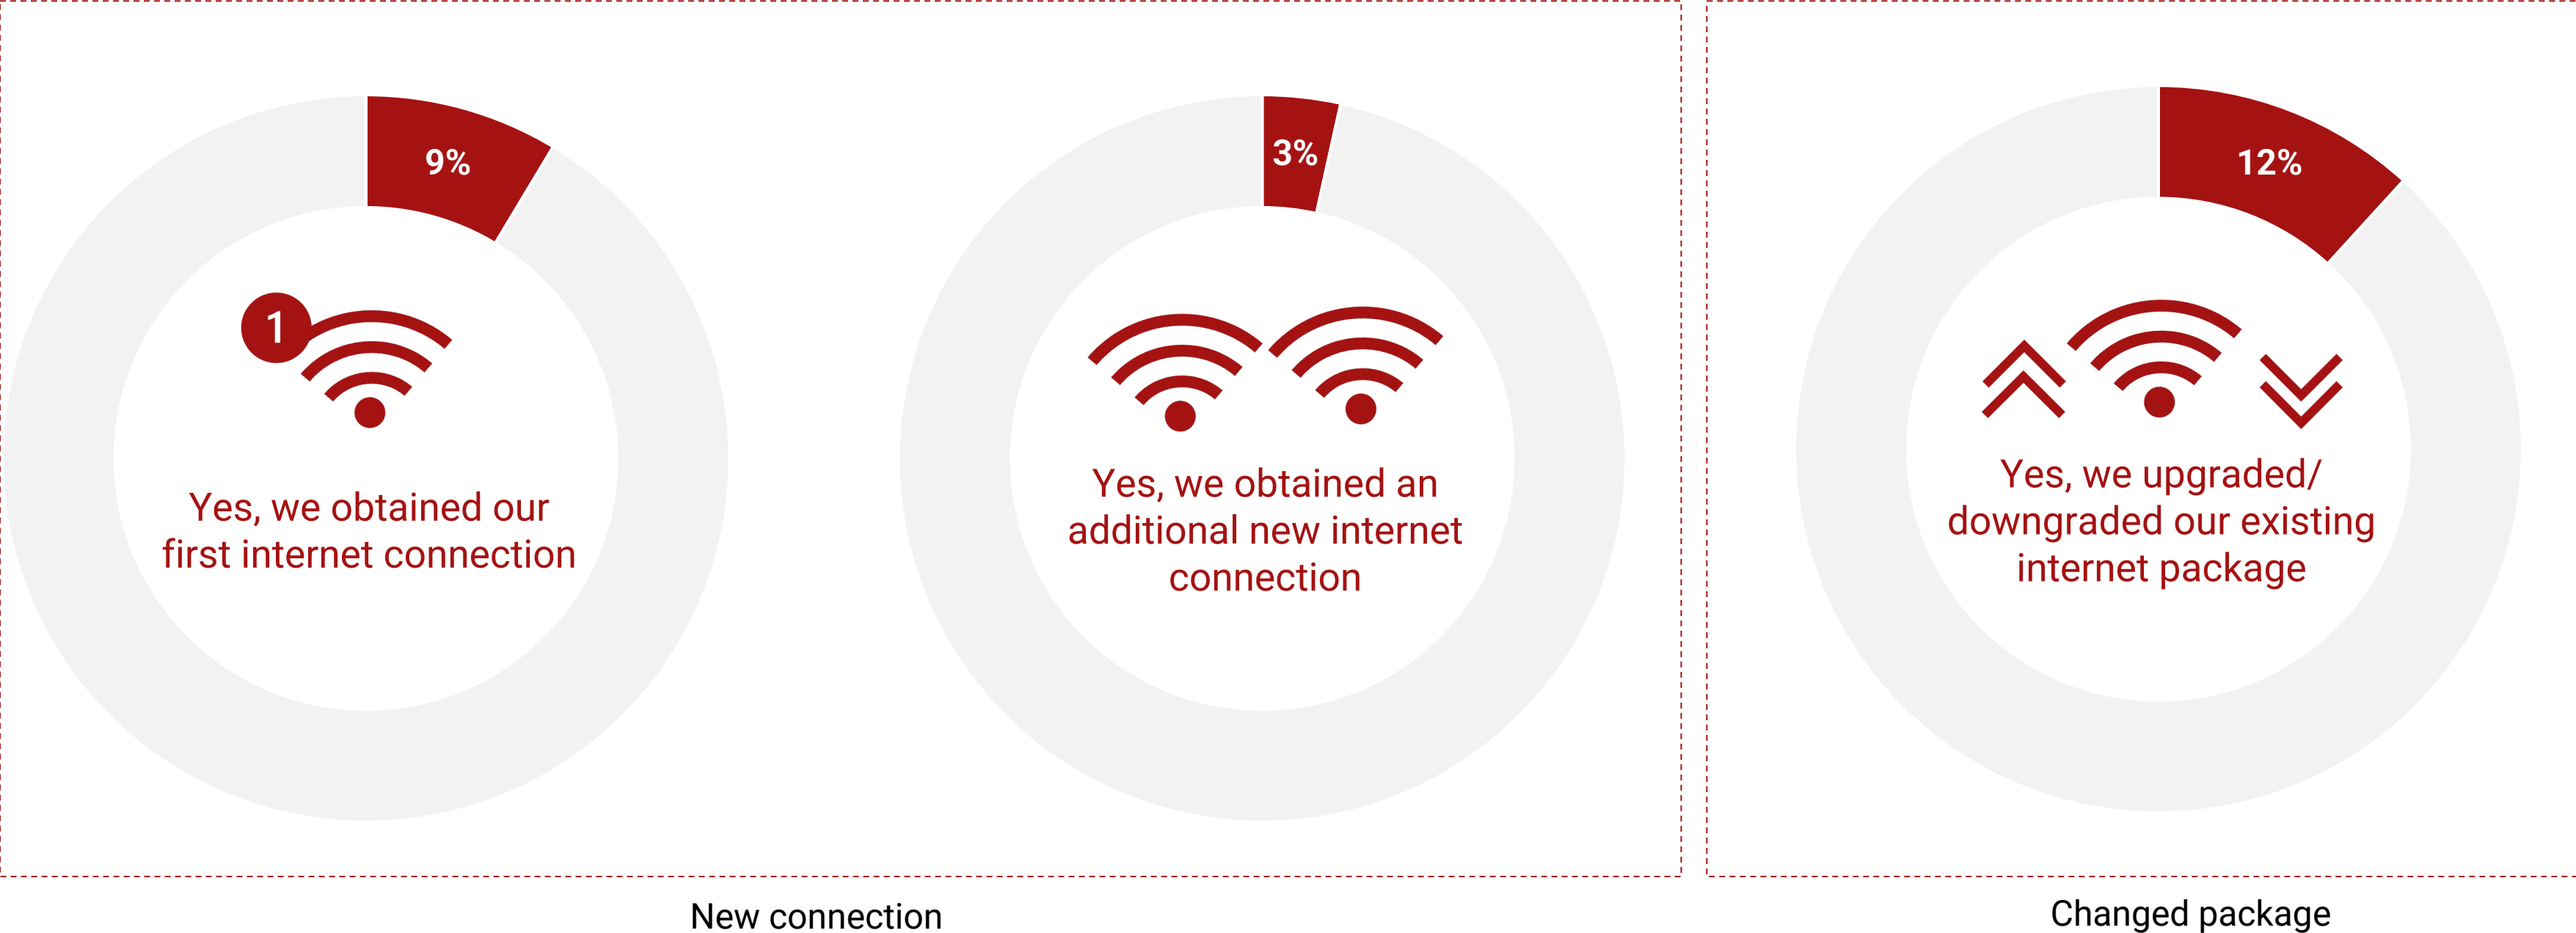 9%
1
Yes, we obtained our
first internet connection
3%
Yes, we obtained an
additional new internet
connection
New connection
12%
Yes, we upgraded/
downgraded our existing
internet package
Changed package